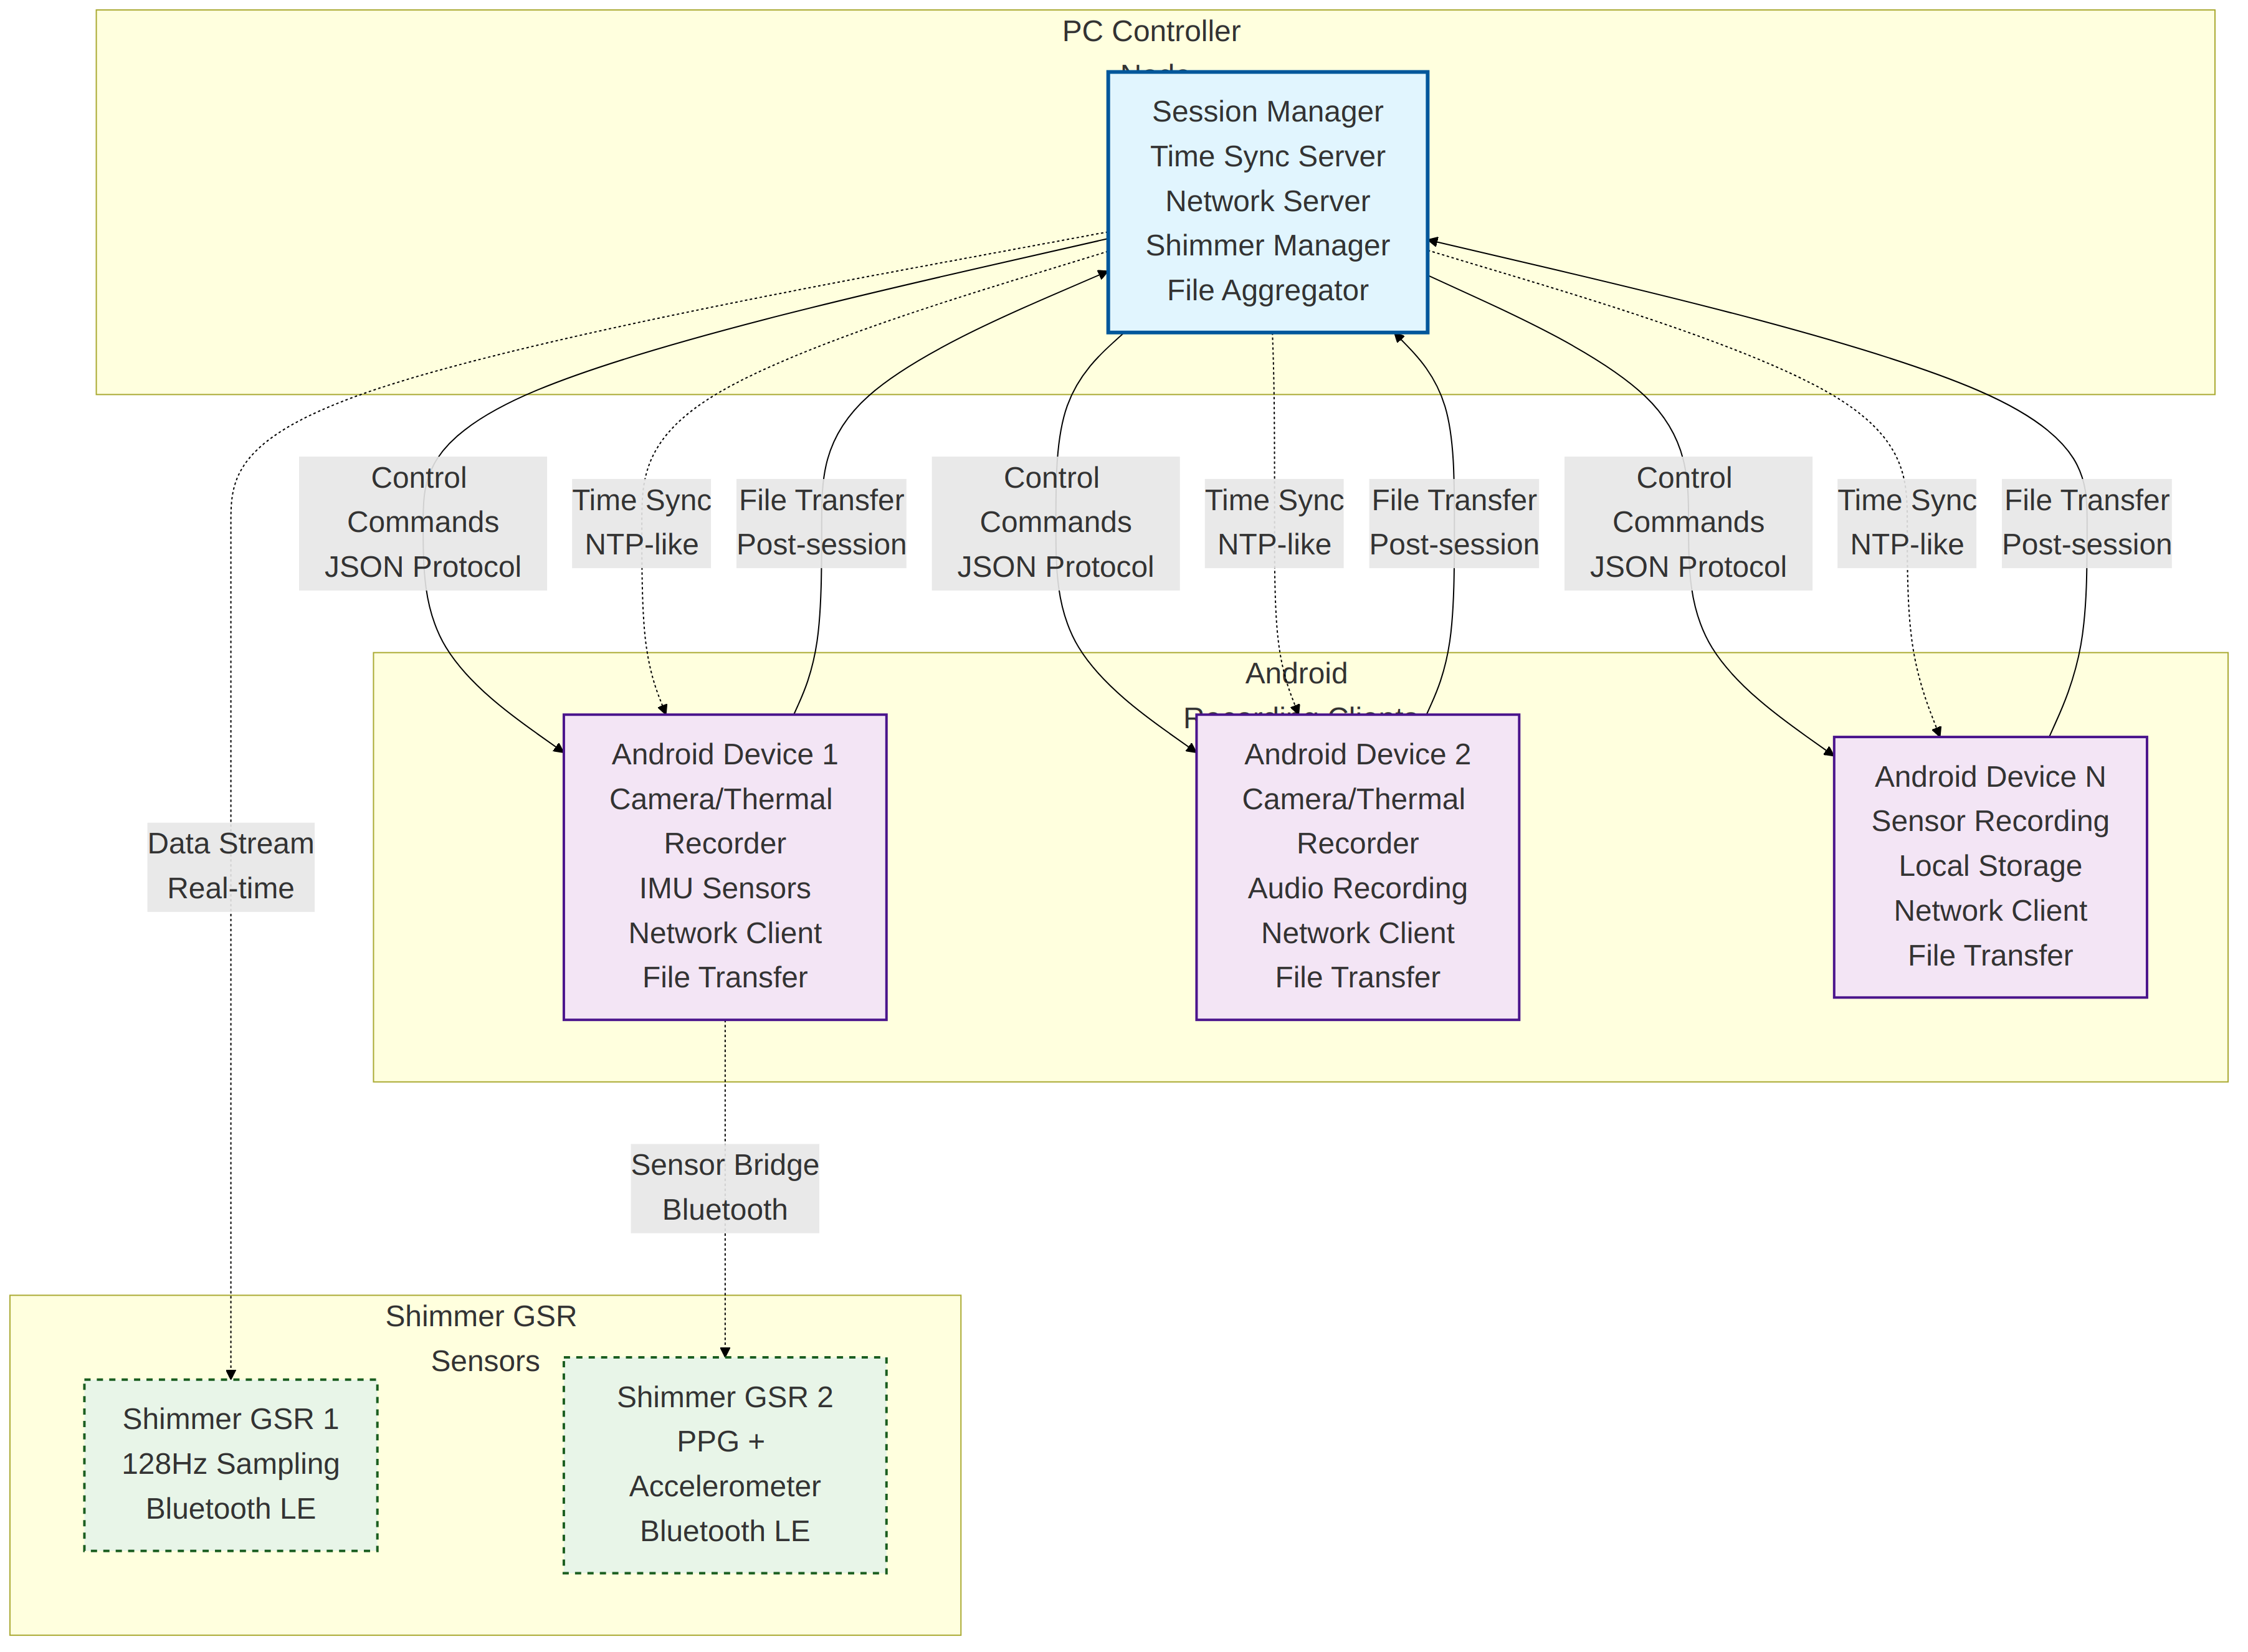 PC Controller
Session Manager
Time Sync Server
Network Server
Shimmer Manager
File Aggregator
Control
Commands
JSON Protocol
Time Sync
NTP-like
File Transfer
Post-session
Control
Commands
JSON Protocol
Time Sync
NTP-like
File Transfer
Post-session
Control
Commands
JSON Protocol
Time Sync
NTP-like
File Transfer
Post-session
Android
Recording Clients
Android Device 1
Camera/Thermal
Recorder
IMU Sensors
Network Client
File Transfer
Android Device 2
Camera/Thermal
Recorder
Audio Recording
Network Client
File Transfer
Android Device N
Sensor Recording
Local Storage
Network Client
File Transfer
Data Stream
Real-time
Sensor Bridge
Bluetooth
Shimmer GSR
Sensors
Shimmer GSR 1
128Hz Sampling
Bluetooth LE
Shimmer GSR 2
PPG +
Accelerometer
Bluetooth LE